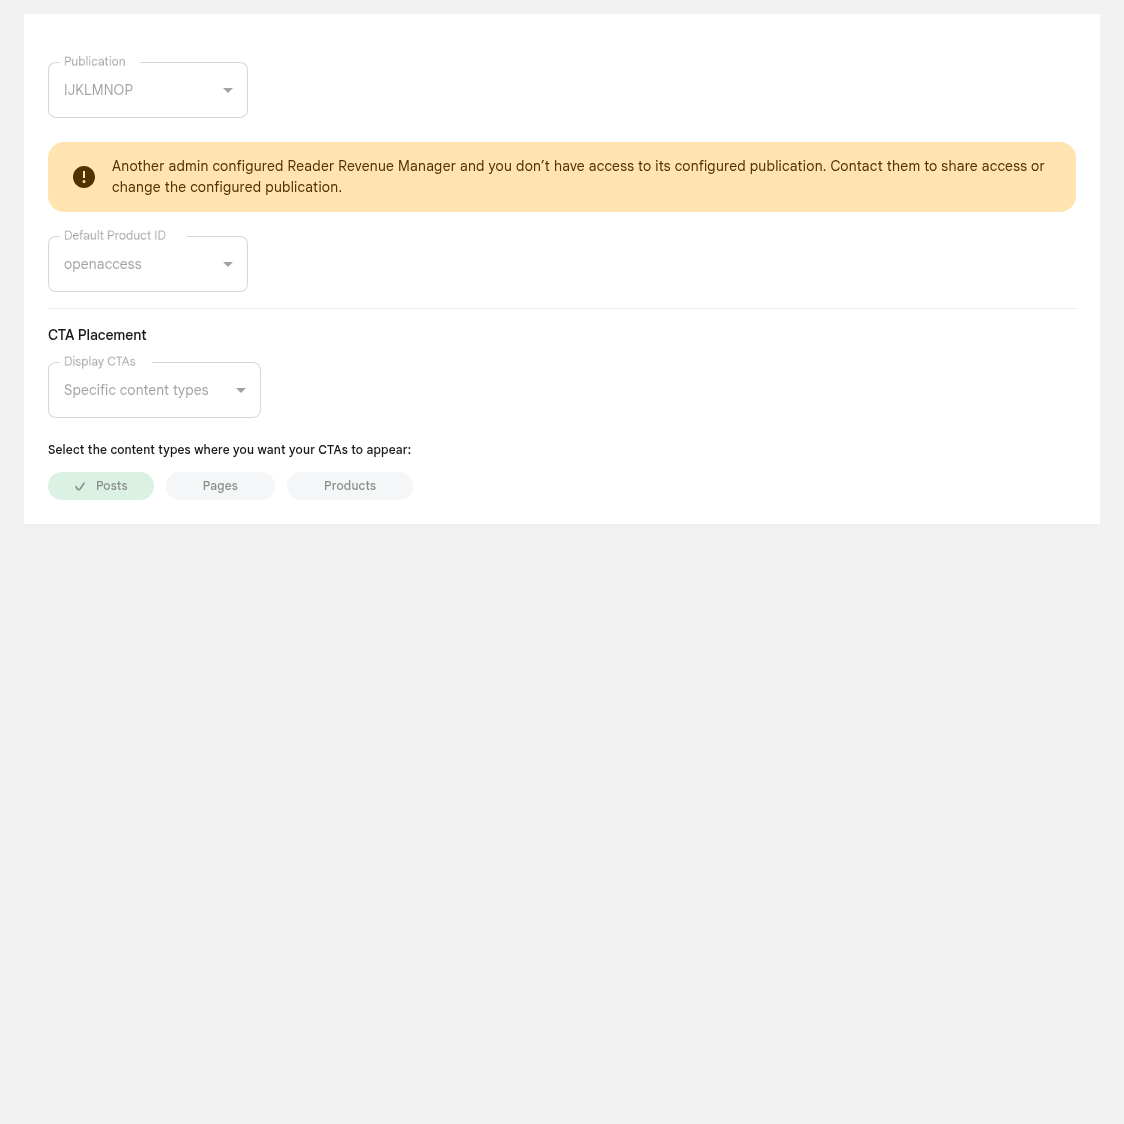 Publication
IJKLMNOP
Another admin configured Reader Revenue Manager and you don’t have access to its configured publication. Contact them to share access or
change the configured publication.
Default Product ID
openaccess
CTA Placement
Display CTAs
Specific content types
Select the content types where you want your CTAs to appear:
Posts Pages Products